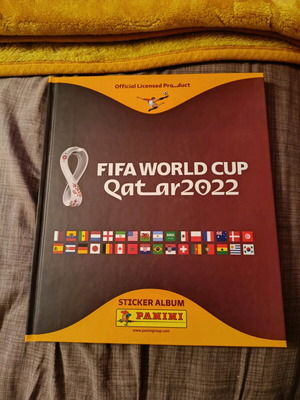 Official Licensed Product
FIFA WORLD CUP
Qatar2022
STICKER ALBUM
PANINI
www.paninigroup.com